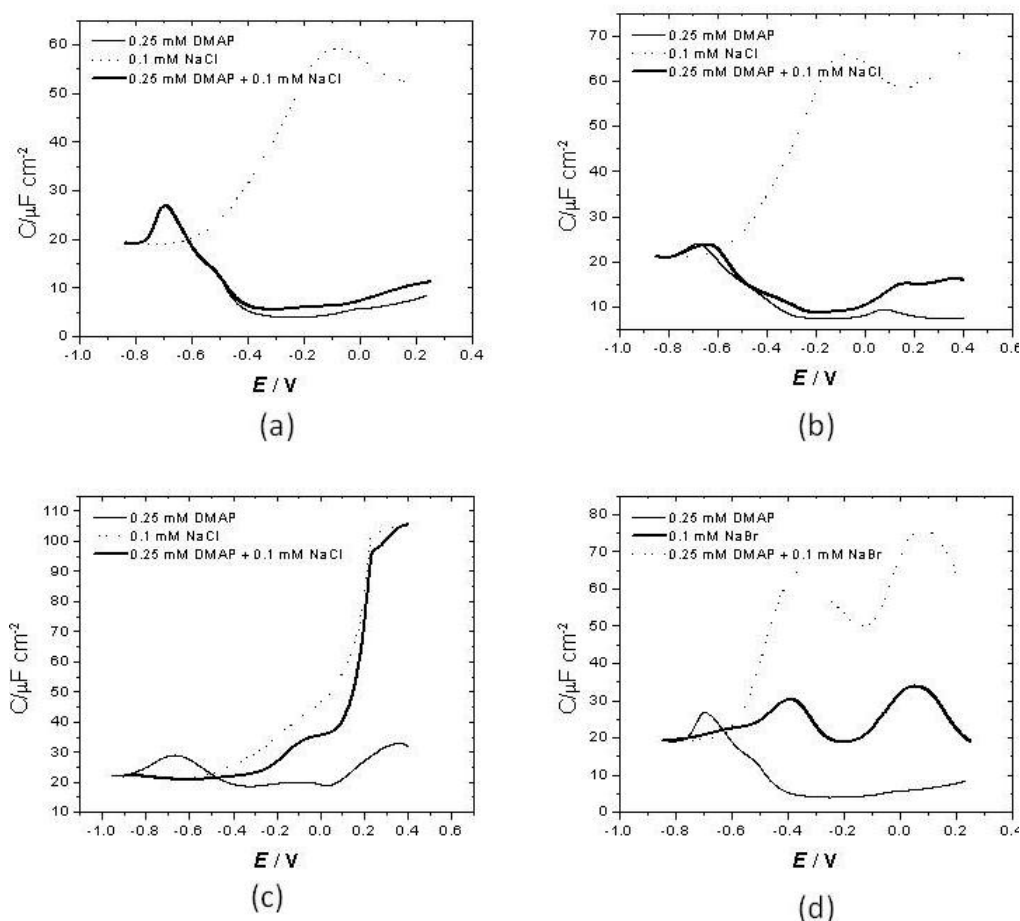 C/μF cm-2
60
50
40
30
20
10
0
0.25 mM DMAP
0.1 mM NaCl
0.25 mM DMAP + 0.1 mM NaCl
-1.0 -0.8 -0.6 -0.4 -0.2 0.0 0.2 0.4
E / V
(a)
C/μF cm-2
70
60
50
40
30
20
10
0.25 mM DMAP
0.1 mM NaCl
0.25 mM DMAP + 0.1 mM NaCl
-1.0 -0.8 -0.6 -0.4 -0.2 0.0 0.2 0.4 0.6
E / V
(b)
C/μF cm-2
110
100
90
80
70
60
50
40
30
20
10
0.25 mM DMAP
0.1 mM NaCl
0.25 mM DMAP + 0.1 mM NaCl
-1.0 -0.8 -0.6 -0.4 -0.2 0.0 0.2 0.4 0.6
E / V
(c)
C/μF cm-2
80
70
60
50
40
30
20
10
0
0.25 mM DMAP
0.1 mM NaBr
0.25 mM DMAP + 0.1 mM NaBr
-1.0 -0.8 -0.6 -0.4 -0.2 0.0 0.2 0.4
E / V
(d)